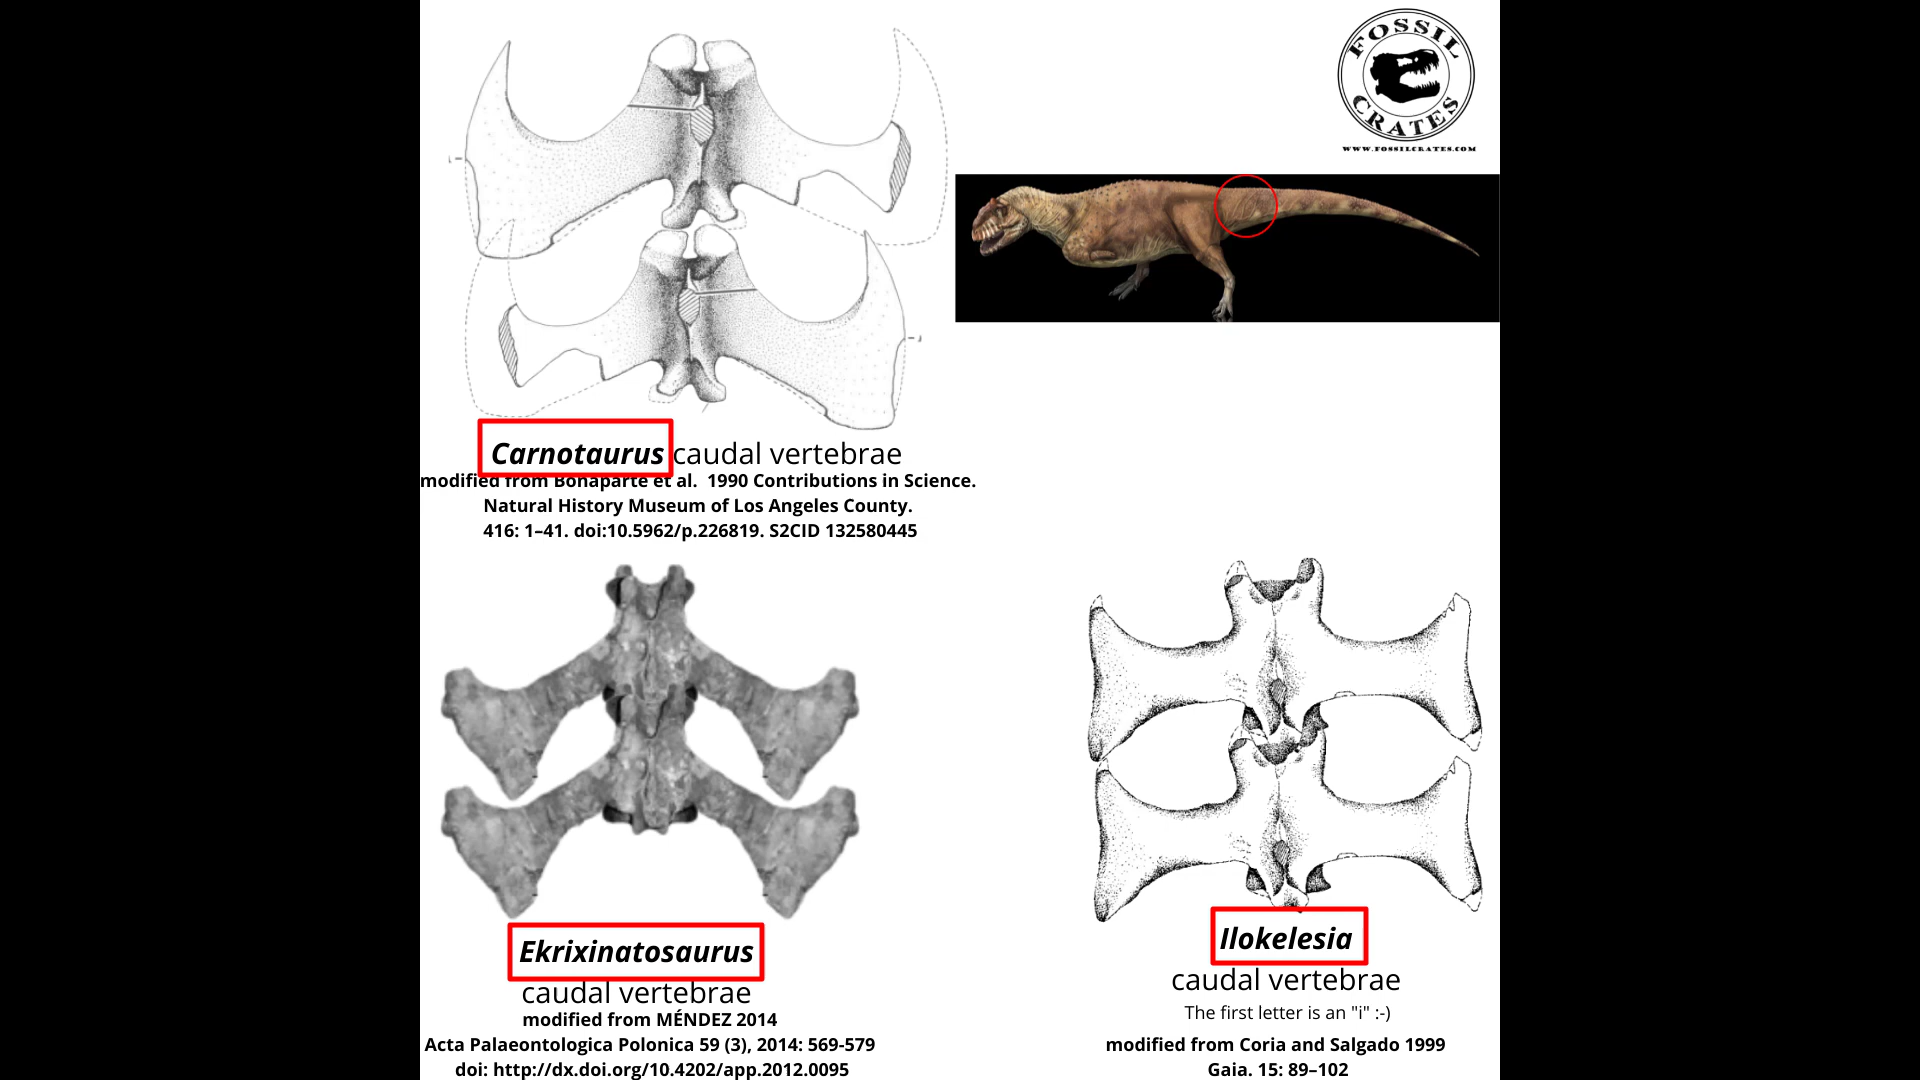 FOSSIL
CRATES
WWW.FOSSILCRATES.COM
Carnotaurus caudal vertebrae
modified from Bonaparte et al. 1990 Contributions in Science.
Natural History Museum of Los Angeles County.
416: 1–41. doi:10.5962/p.226819. S2CID 132580445
Ekrixinatosaurus
caudal vertebrae
modified from MÉNDEZ 2014
Acta Palaeontologica Polonica 59 (3), 2014: 569-579
doi: http://dx.doi.org/10.4202/app.2012.0095
Ilokelesia
caudal vertebrae
The first letter is an "i" :-)
modified from Coria and Salgado 1999
Gaia. 15: 89–102